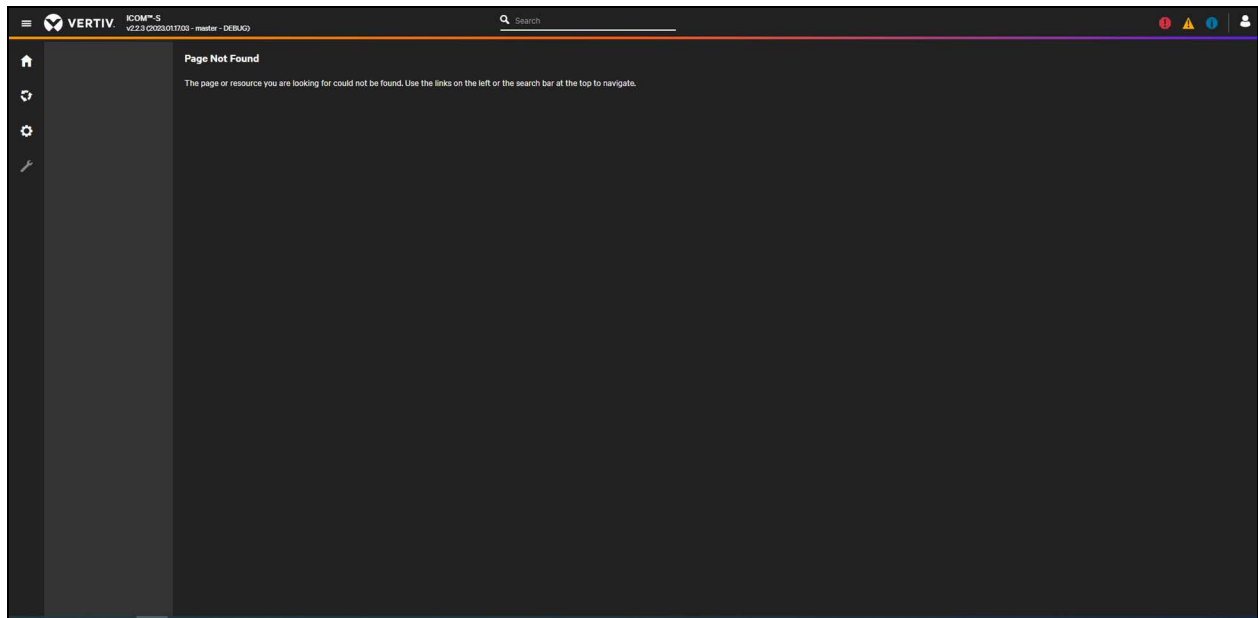 VERTIV.
ICOM™-S
v2.2.3 (2023.01.17.03 - master - DEBUG)
Search
Page Not Found
The page or resource you are looking for could not be found. Use the links on the left or the search bar at the top to navigate.